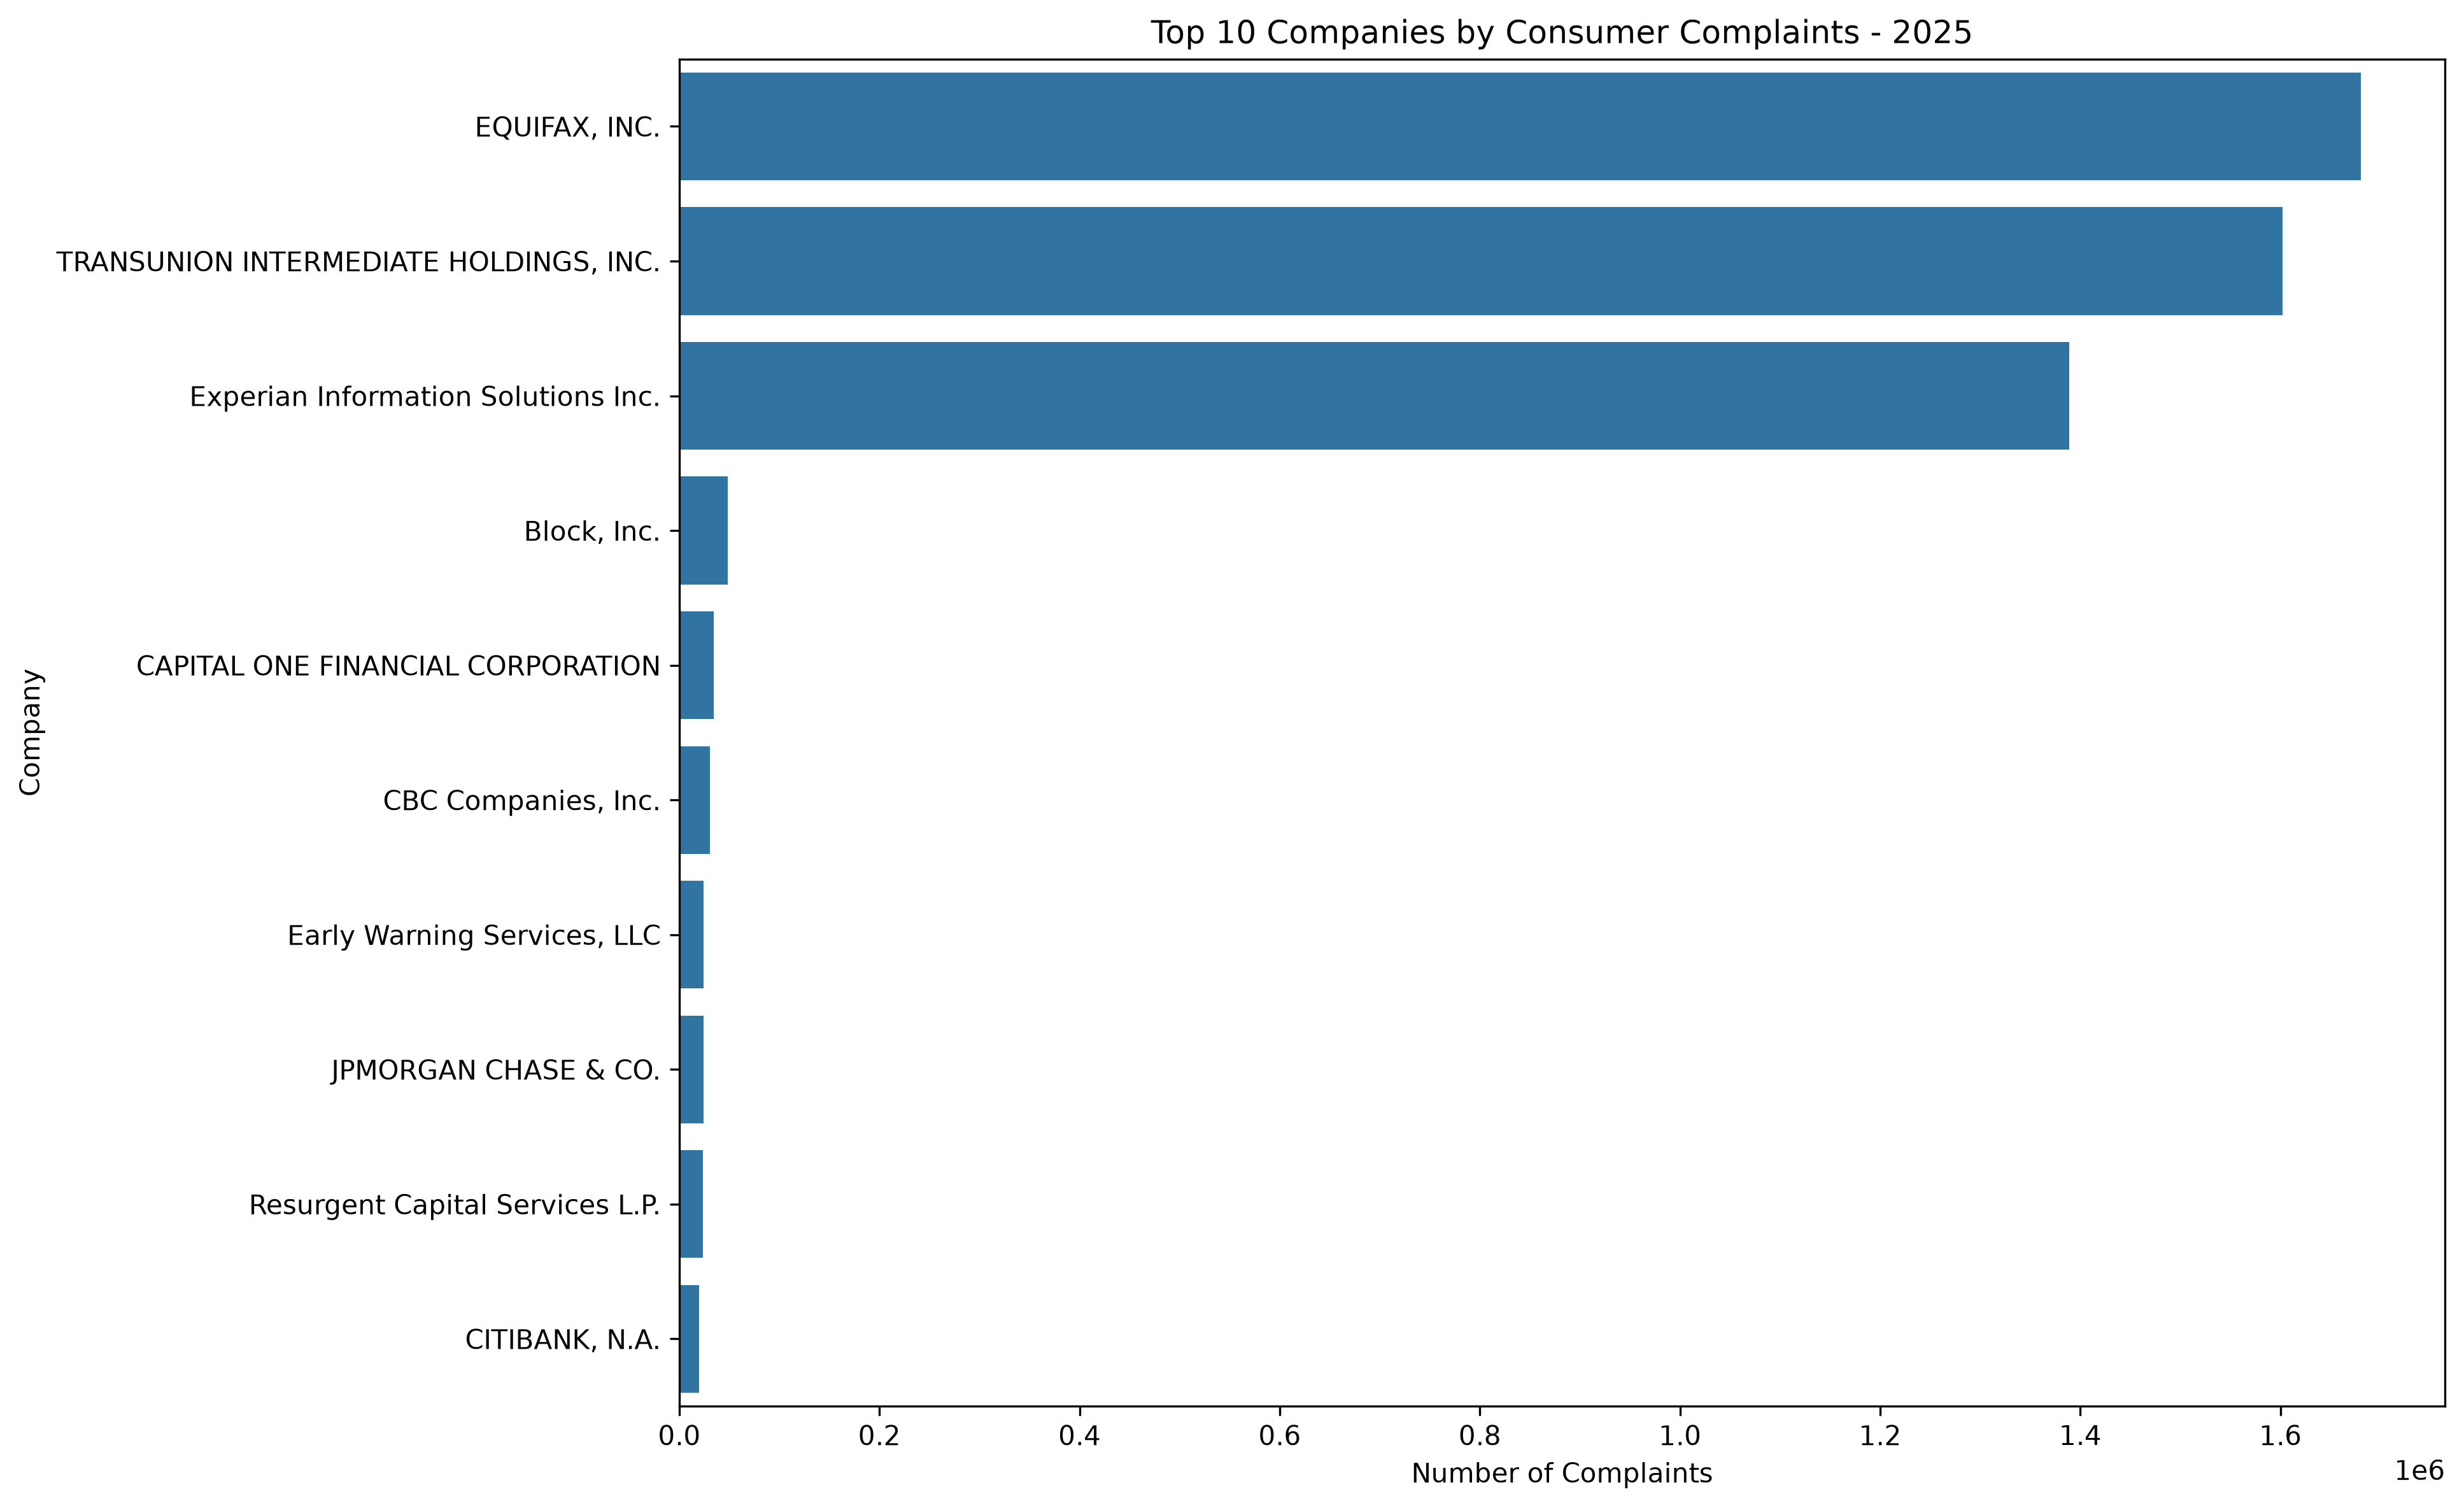 Top 10 Companies by Consumer Complaints - 2025
EQUIFAX, INC.
TRANSUNION INTERMEDIATE HOLDINGS, INC.
Experian Information Solutions Inc.
Block, Inc.
CAPITAL ONE FINANCIAL CORPORATION
CBC Companies, Inc.
Early Warning Services, LLC
JPMORGAN CHASE & CO.
Resurgent Capital Services L.P.
CITIBANK, N.A.
Company
0.0 0.2 0.4 0.6 0.8 1.0 1.2 1.4 1.6
Number of Complaints
1e6